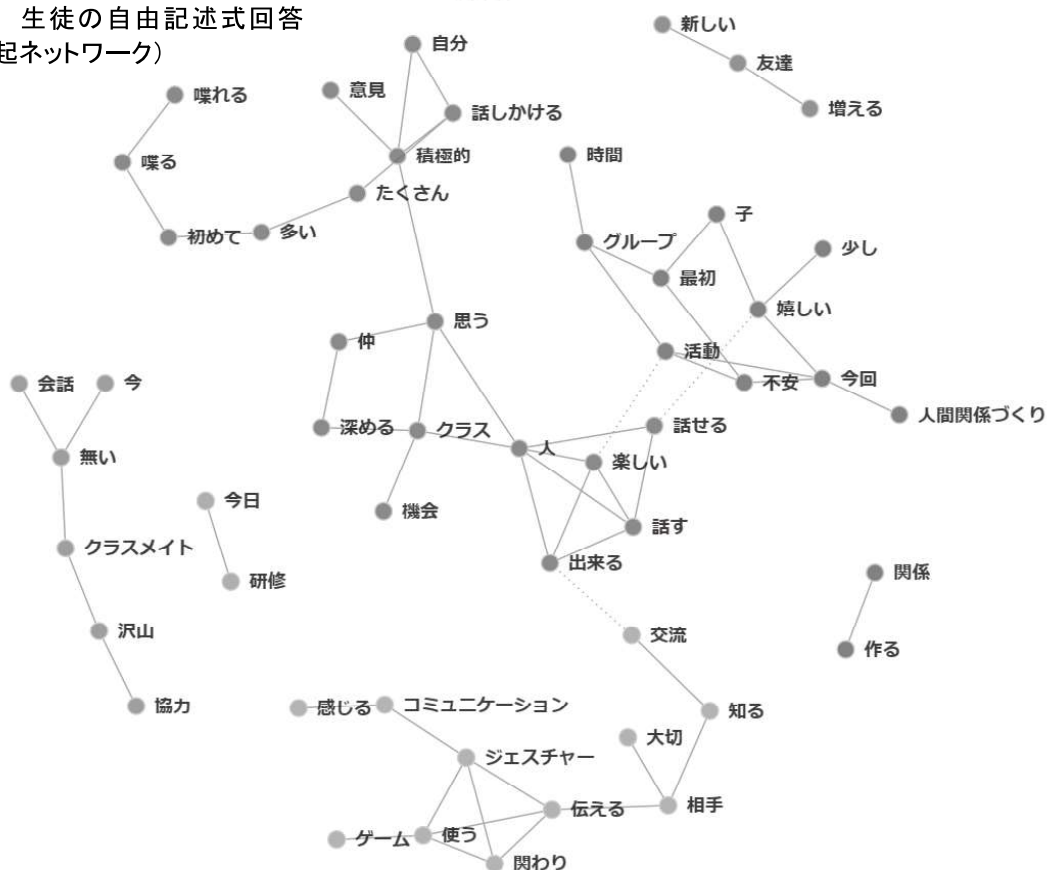 生徒の自由記述式回答
起ネットワーク)
新しい
自分
友達
意見
喋れる
増える
話しかける
積極的
時間
喋る
たくさん
子
多い
初めて
グループ
少し
最初
嬉しい
思う
仲
活動
今回
不安
会話
今
人間関係づくり
話せる
深める
クラス
人
無い
楽しい
今日
機会
話す
クラスメイト
出来る
関係
研修
沢山
交流
作る
協力
感じる
コミュニケーション
知る
大切
ジェスチャー
相手
伝える
ゲーム
使う
関わり